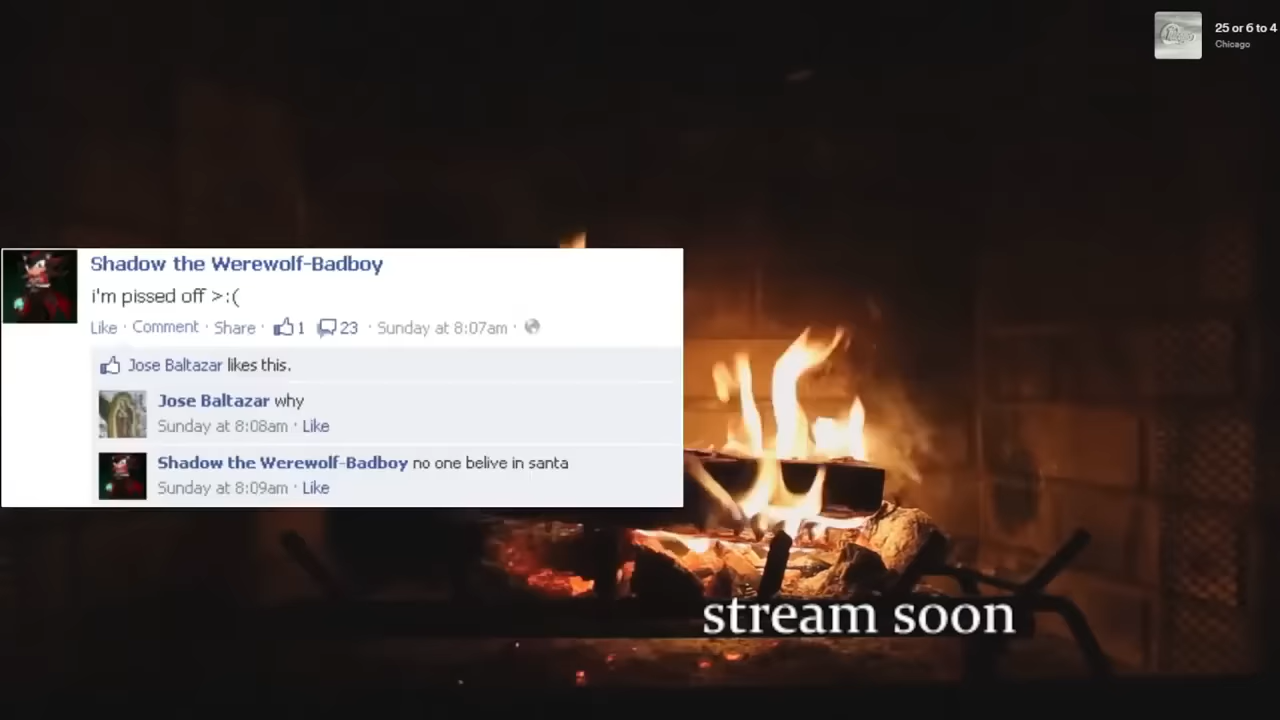 25 or 6 to 4
Chicago
Shadow the Werewolf-Badboy
i'm pissed off >:(
Like · Comment · Share · 1 23 · Sunday at 8:07am ·
Jose Baltazar likes this.
Jose Baltazar why
Sunday at 8:08am · Like
Shadow the Werewolf-Badboy no one belive in santa
Sunday at 8:09am · Like
stream soon